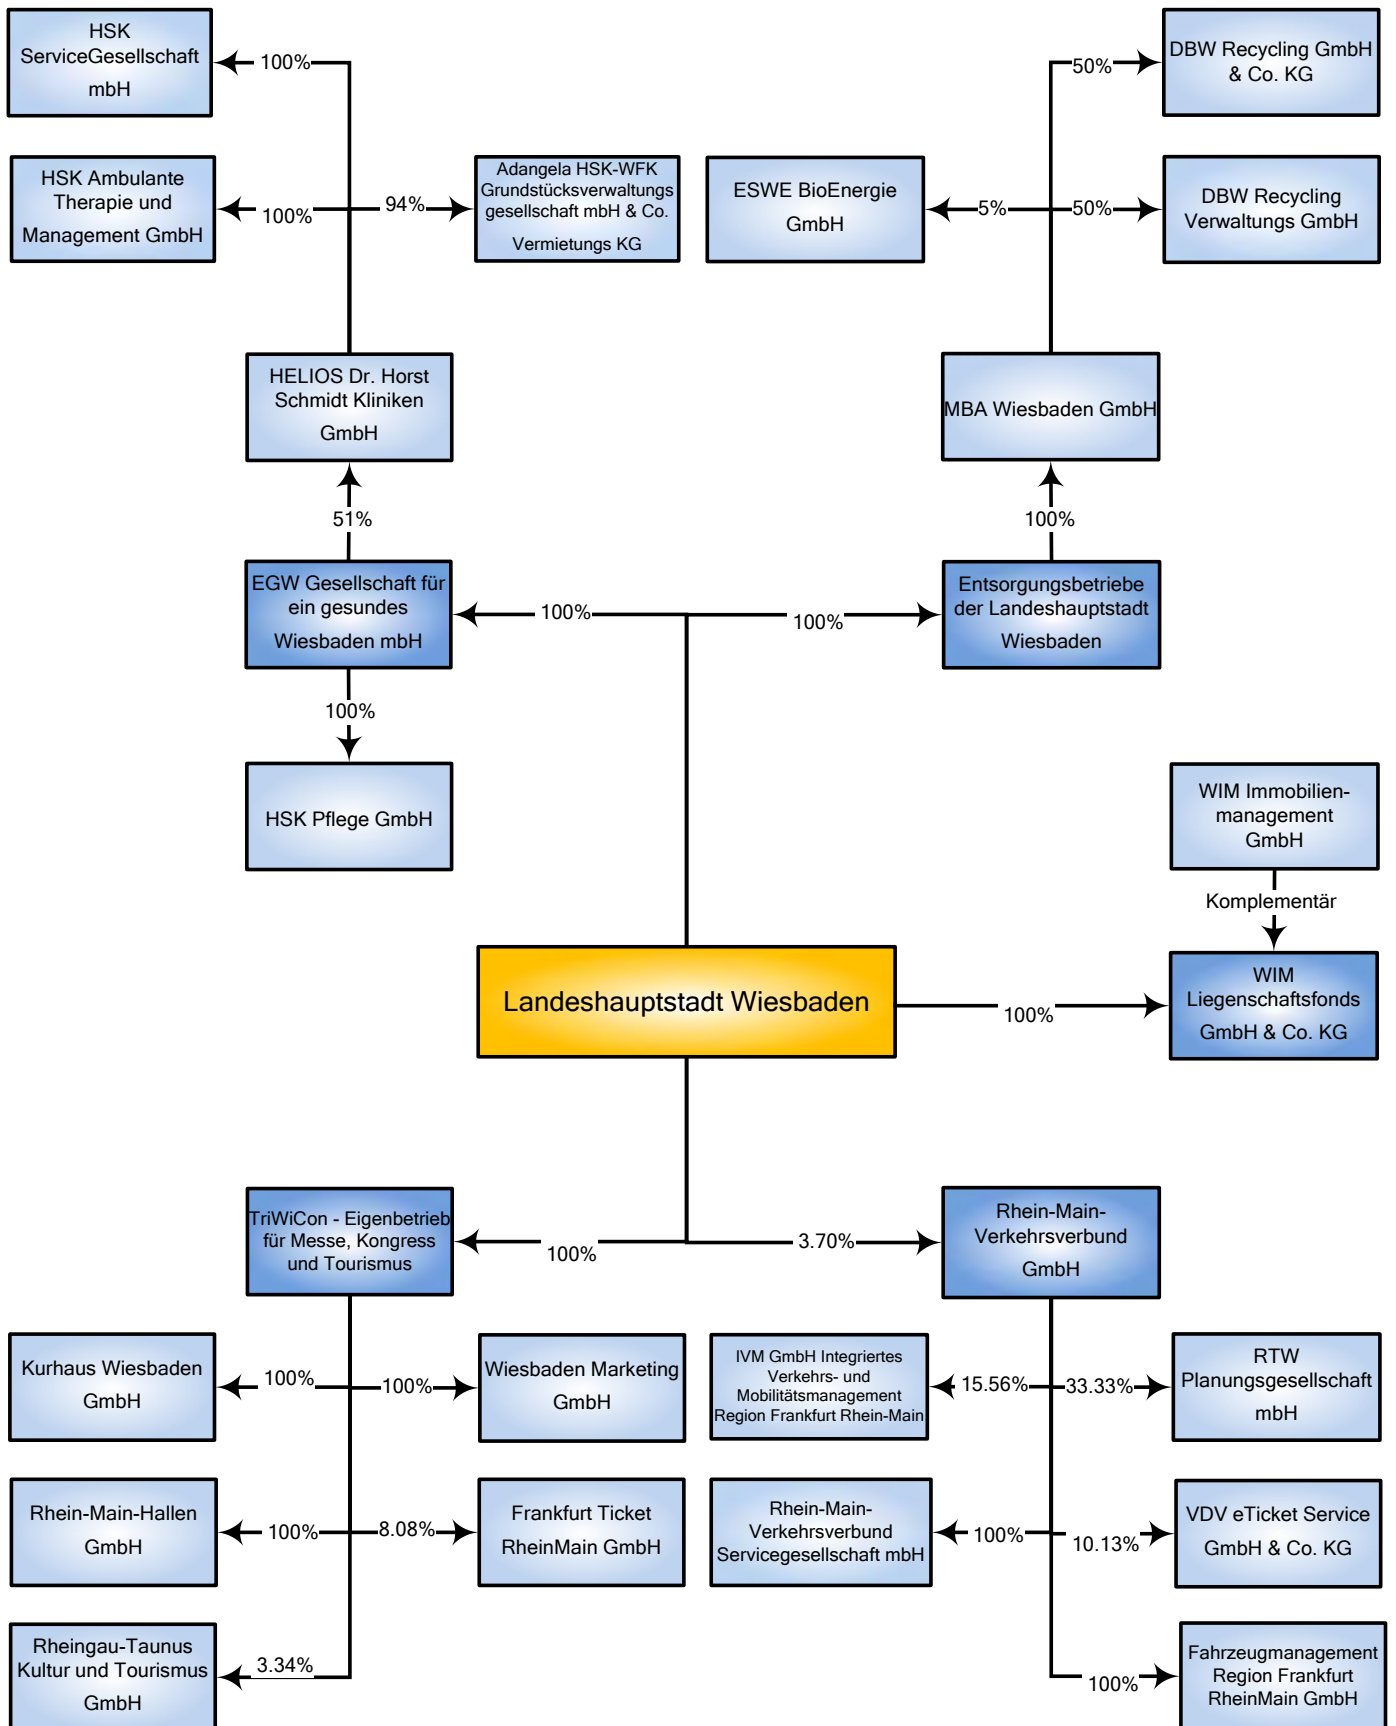 HSK
ServiceGesellschaft
mbH
100%
50%
DBW Recycling GmbH
& Co. KG
HSK Ambulante
Therapie und
Management GmbH
100%
94%
Adangela HSK-WFK
Grundstücksverwaltungs
gesellschaft mbH & Co.
Vermietungs KG
ESWE BioEnergie
GmbH
5%
50%
DBW Recycling
Verwaltungs GmbH
HELIOS Dr. Horst
Schmidt Kliniken
GmbH
MBA Wiesbaden GmbH
51%
100%
EGW Gesellschaft für
ein gesundes
Wiesbaden mbH
100%
100%
Entsorgungsbetriebe
der Landeshauptstadt
Wiesbaden
100%
HSK Pflege GmbH
WIM Immobilien-
management
GmbH
Komplementär
Landeshauptstadt Wiesbaden
100%
WIM
Liegenschaftsfonds
GmbH & Co. KG
TriWiCon - Eigenbetrieb
für Messe, Kongress
und Tourismus
100%
3.70%
Rhein-Main-
Verkehrsverbund
GmbH
Kurhaus Wiesbaden
GmbH
100%
100%
Wiesbaden Marketing
GmbH
IVM GmbH Integriertes
Verkehrs- und
Mobilitätsmanagement
Region Frankfurt Rhein-Main
15.56%
33.33%
RTW
Planungsgesellschaft
mbH
Rhein-Main-Hallen
GmbH
100%
8.08%
Frankfurt Ticket
RheinMain GmbH
Rhein-Main-
Verkehrsverbund
Servicegesellschaft mbH
100%
10.13%
VDV eTicket Service
GmbH & Co. KG
Rheingau-Taunus
Kultur und Tourismus
GmbH
3.34%
100%
Fahrzeugmanagement
Region Frankfurt
RheinMain GmbH